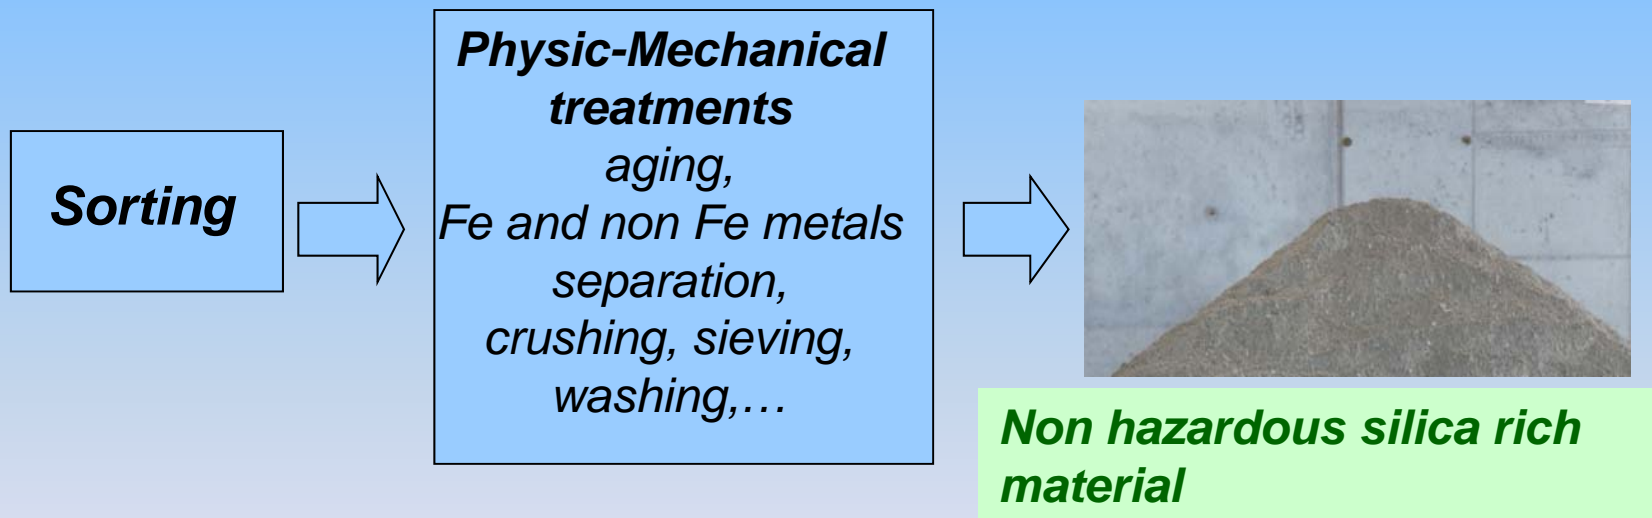 Sorting
Physic-Mechanical
treatments
aging,
Fe and non Fe metals
separation,
crushing, sieving,
washing,…
Non hazardous silica rich
material